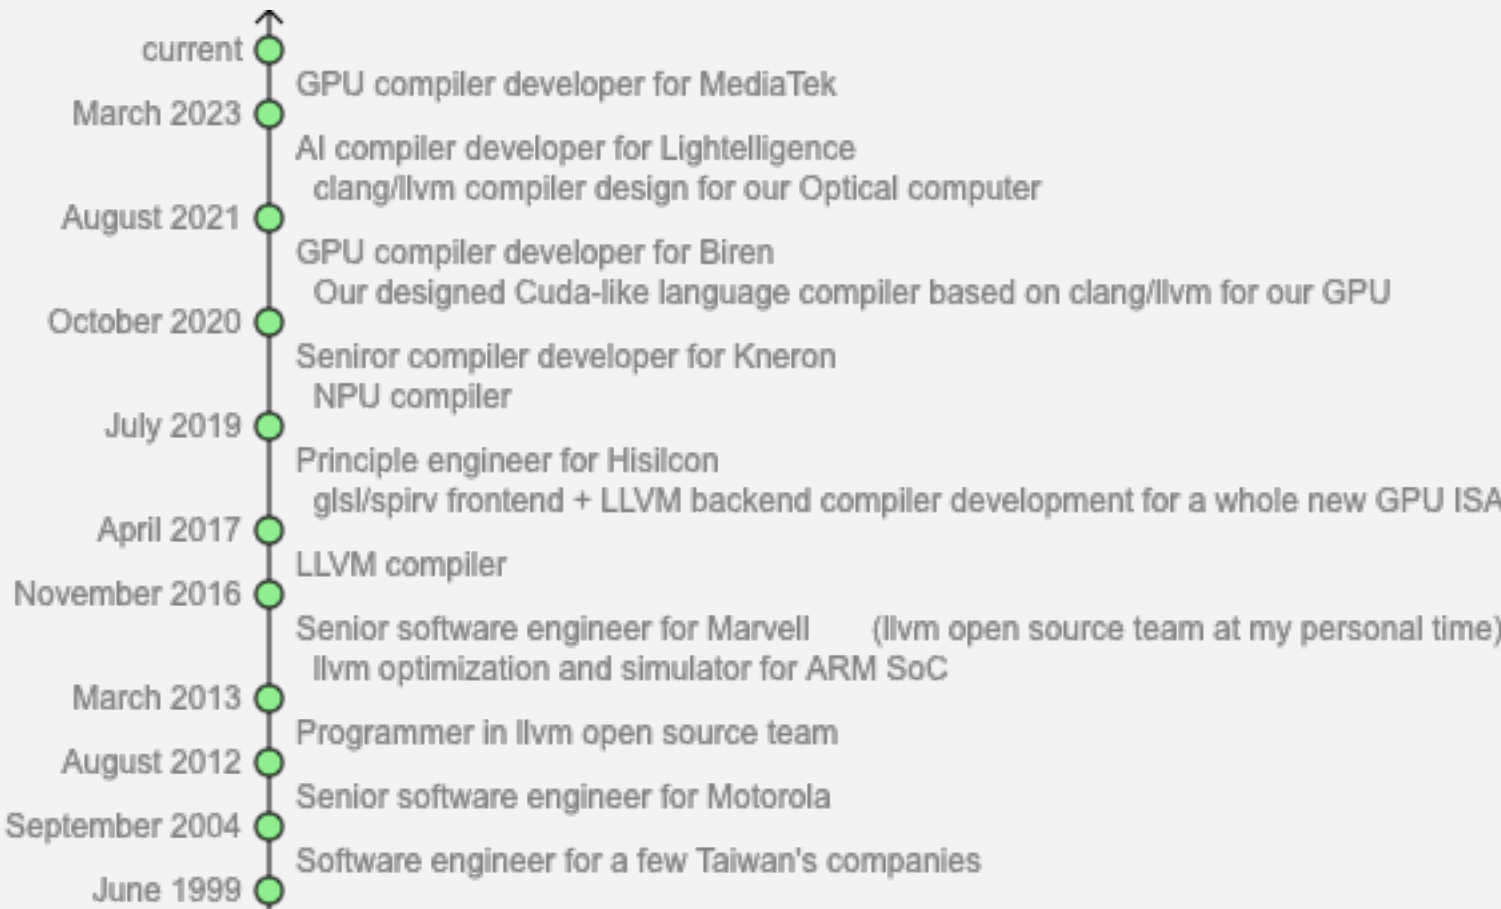 current
GPU compiler developer for MediaTek
March 2023
AI compiler developer for Lightelligence
clang/llvm compiler design for our Optical computer
August 2021
GPU compiler developer for Biren
Our designed Cuda-like language compiler based on clang/llvm for our GPU
October 2020
Seniror compiler developer for Kneron
NPU compiler
July 2019
Principle engineer for Hisilcon
glsl/spirv frontend + LLVM backend compiler development for a whole new GPU ISA
April 2017
LLVM compiler
November 2016
Senior software engineer for Marvell (llvm open source team at my personal time)
llvm optimization and simulator for ARM SoC
March 2013
Programmer in llvm open source team
August 2012
Senior software engineer for Motorola
September 2004
Software engineer for a few Taiwan's companies
June 1999